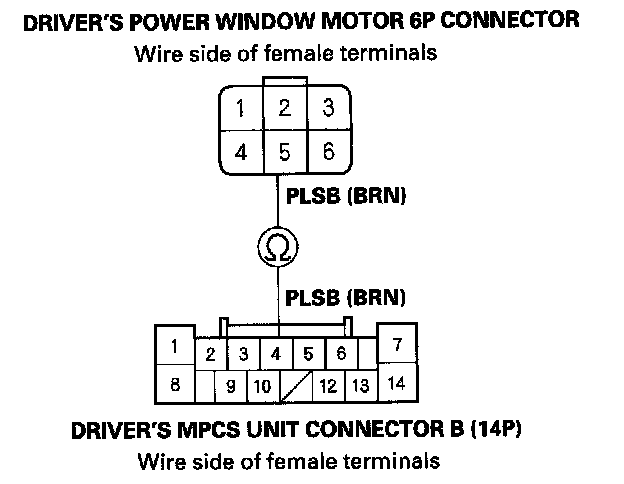 DRIVER'S POWER WINDOW MOTOR 6P CONNECTOR
Wire side of female terminals
1 2 3
4 5 6
PLSB (BRN)
Ω
PLSB (BRN)
1 2 3 4 5 6 7
8 9 10 12 13 14
DRIVER'S MPCS UNIT CONNECTOR B (14P)
Wire side of female terminals